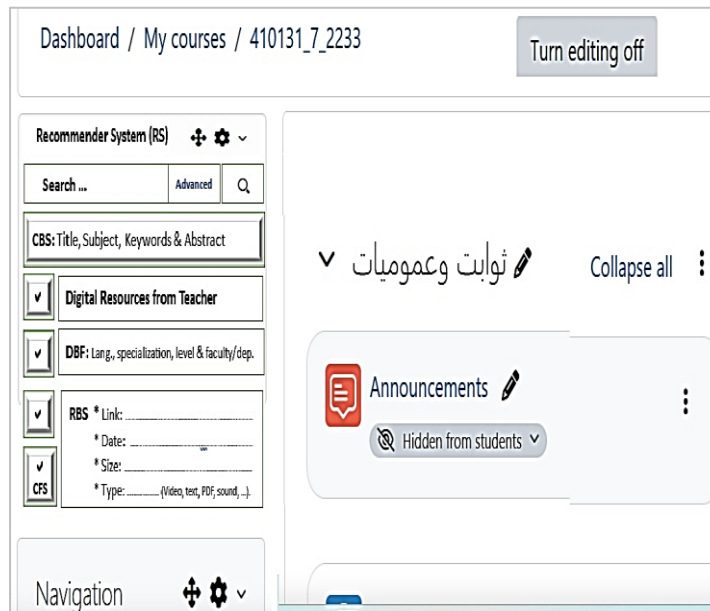 Dashboard / My courses / 410131_7_2233
Turn editing off
Recommender System (RS)
Search ...
Advanced
CBS: Title, Subject, Keywords & Abstract
Digital Resources from Teacher
DBF: Lang., specialization, level & faculty/dep.
RBS * Link:
* Date:
* Size:
* Type: (Video, text, PDF, sound, ...).
CFS
Navigation
ثوابت وعموميات
Collapse all
Announcements
Hidden from students